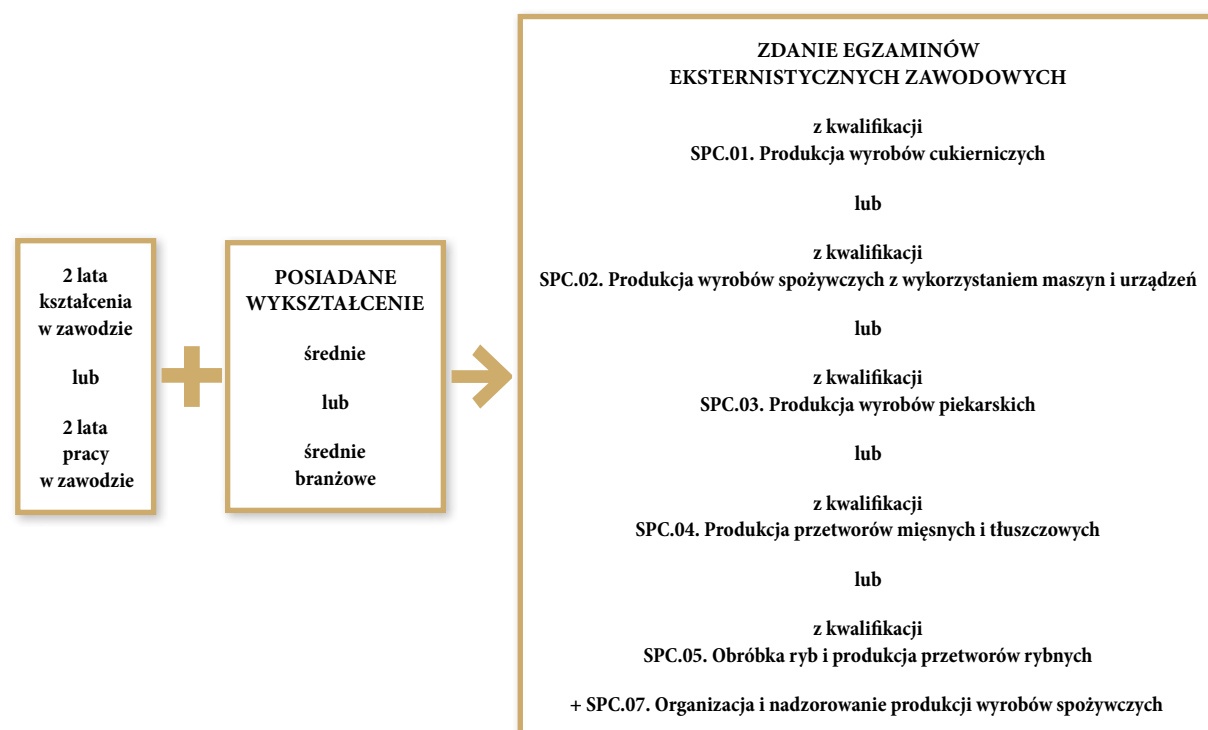 2 lata
kształcenia
w zawodzie
lub
2 lata
pracy
w zawodzie
POSIADANE
WYKSZTAŁCENIE
średnie
lub
średnie
branżowe
ZDANIE EGZAMINÓW
EKSTERNISTYCZNYCH ZAWODOWYCH
z kwalifikacji
SPC.01. Produkcja wyrobów cukierniczych
lub
z kwalifikacji
SPC.02. Produkcja wyrobów spożywczych z wykorzystaniem maszyn i urządzeń
lub
z kwalifikacji
SPC.03. Produkcja wyrobów piekarskich
lub
z kwalifikacji
SPC.04. Produkcja przetworów mięsnych i tłuszczowych
lub
z kwalifikacji
SPC.05. Obróbka ryb i produkcja przetworów rybnych
+ SPC.07. Organizacja i nadzorowanie produkcji wyrobów spożywczych